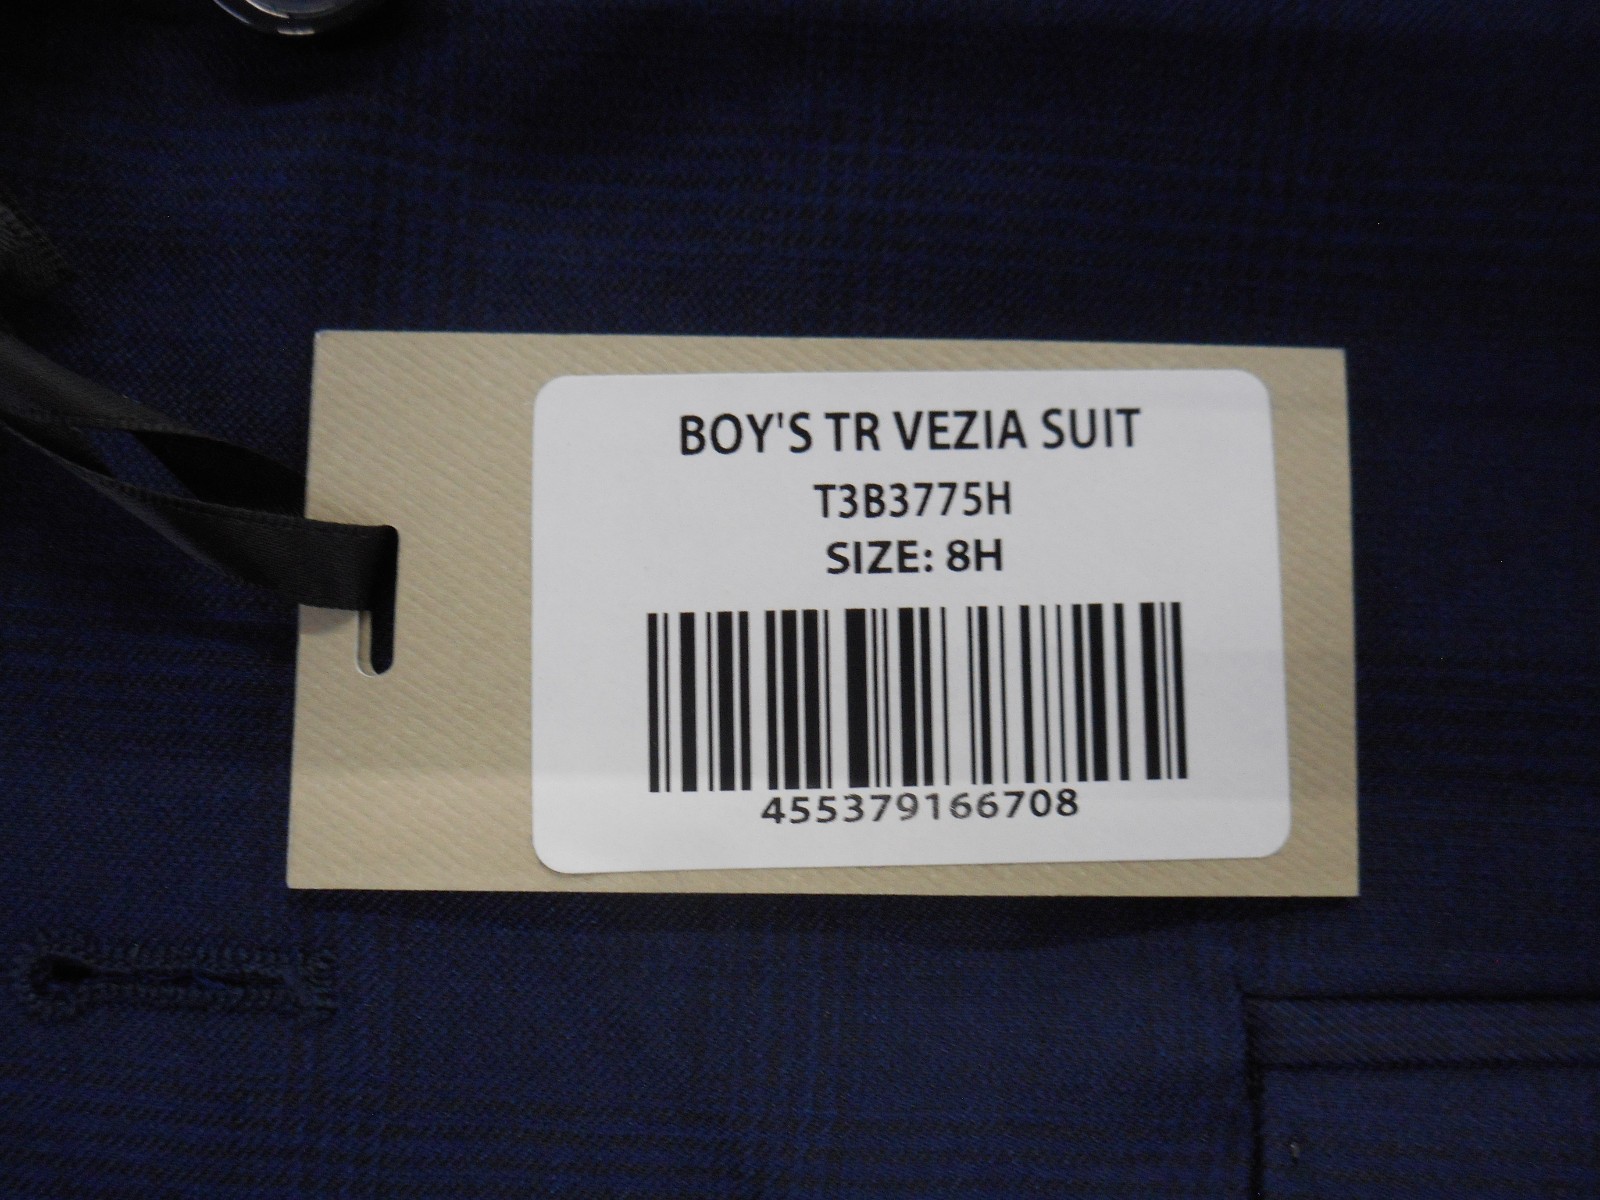 BOY'S TR VEZIA SUIT
T3B3775H
SIZE: 8H
455379166708